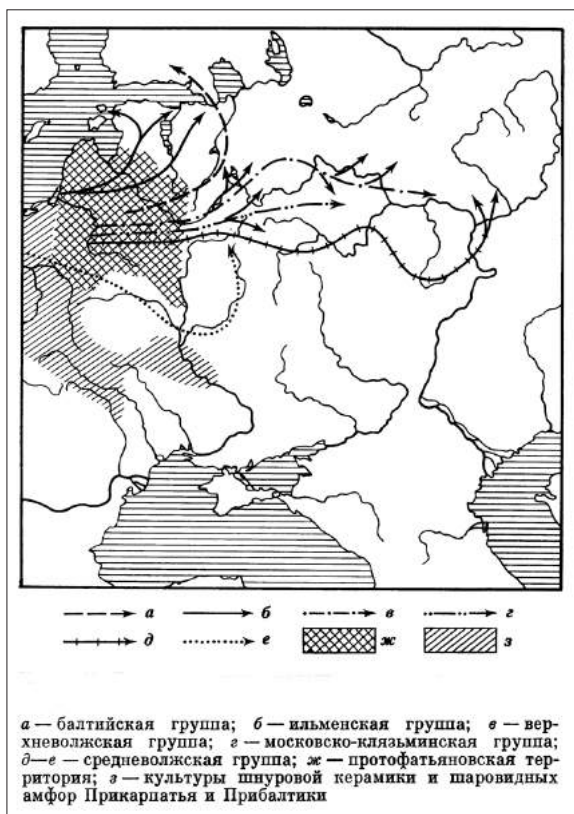 а б в г
д е ж з
а — балтийская группа; б — ильменская группа; в — вер-
хневолжская группа; г — московско-клязьминская группа;
д—е — средневолжская группа; ж — протофатьяновская тер-
ритория; з — культуры шнуровой керамики и шаровидных
амфор Прикарпатья и Прибалтики